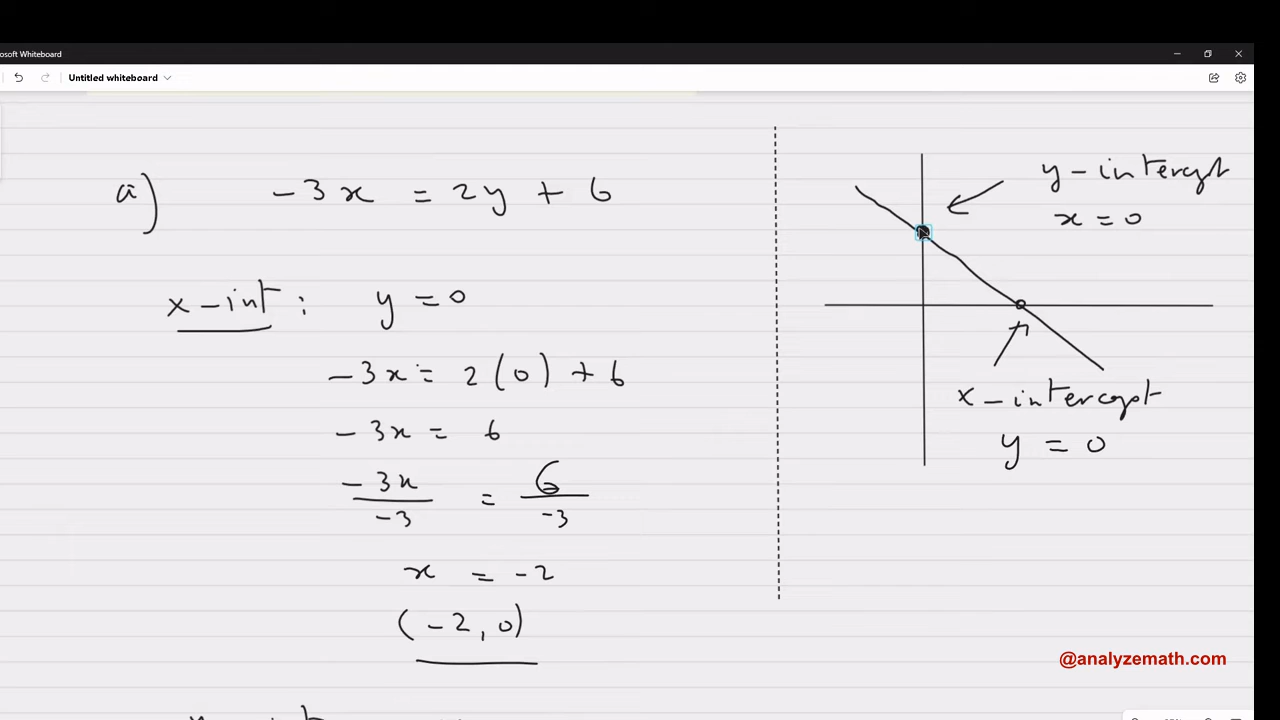 osoft Whiteboard
Untitled whiteboard
a) -3x = 2y + 6
x-int: y = 0
-3x = 2(0) + 6
-3x = 6
-3x/-3 = 6/-3
x = -2
(-2, 0)
y-intercept
x = 0
x-intercept
y = 0
@analyzemath.com